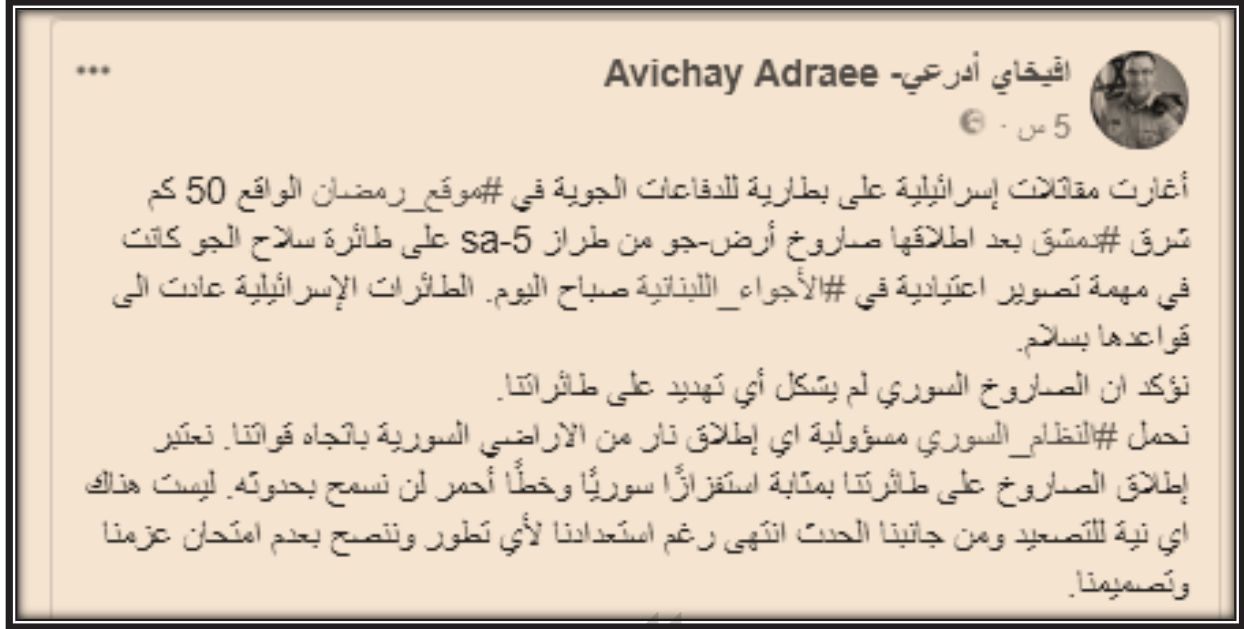 افيخاي أدرعي- Avichay Adraee
5 س ·
أغارت مقاتلات إسرائيلية على بطارية للدفاعات الجوية في #موقع_رمضان الواقع 50 كم
شرق #دمشق بعد اطلاقها صاروخ أرض-جو من طراز sa-5 على طائرة سلاح الجو كانت
في مهمة تصوير اعتيادية في #الأجواء_اللبنانية صباح اليوم. الطائرات الإسرائيلية عادت الى
قواعدها بسلام.
نؤكد ان الصاروخ السوري لم يشكل أي تهديد على طائراتنا.
نحمل #النظام_السوري مسؤولية اي إطلاق نار من الاراضي السورية باتجاه قواتنا. نعتبر
إطلاق الصاروخ على طائرتنا بمثابة استفزازًا سوريًا وخطًا أحمر لن نسمح بحدوثه. ليست هناك
اي نية للتصعيد ومن جانبنا الحدث انتهى رغم استعدادنا لأي تطور وننصح بعدم امتحان عزمنا
وتصميمنا.